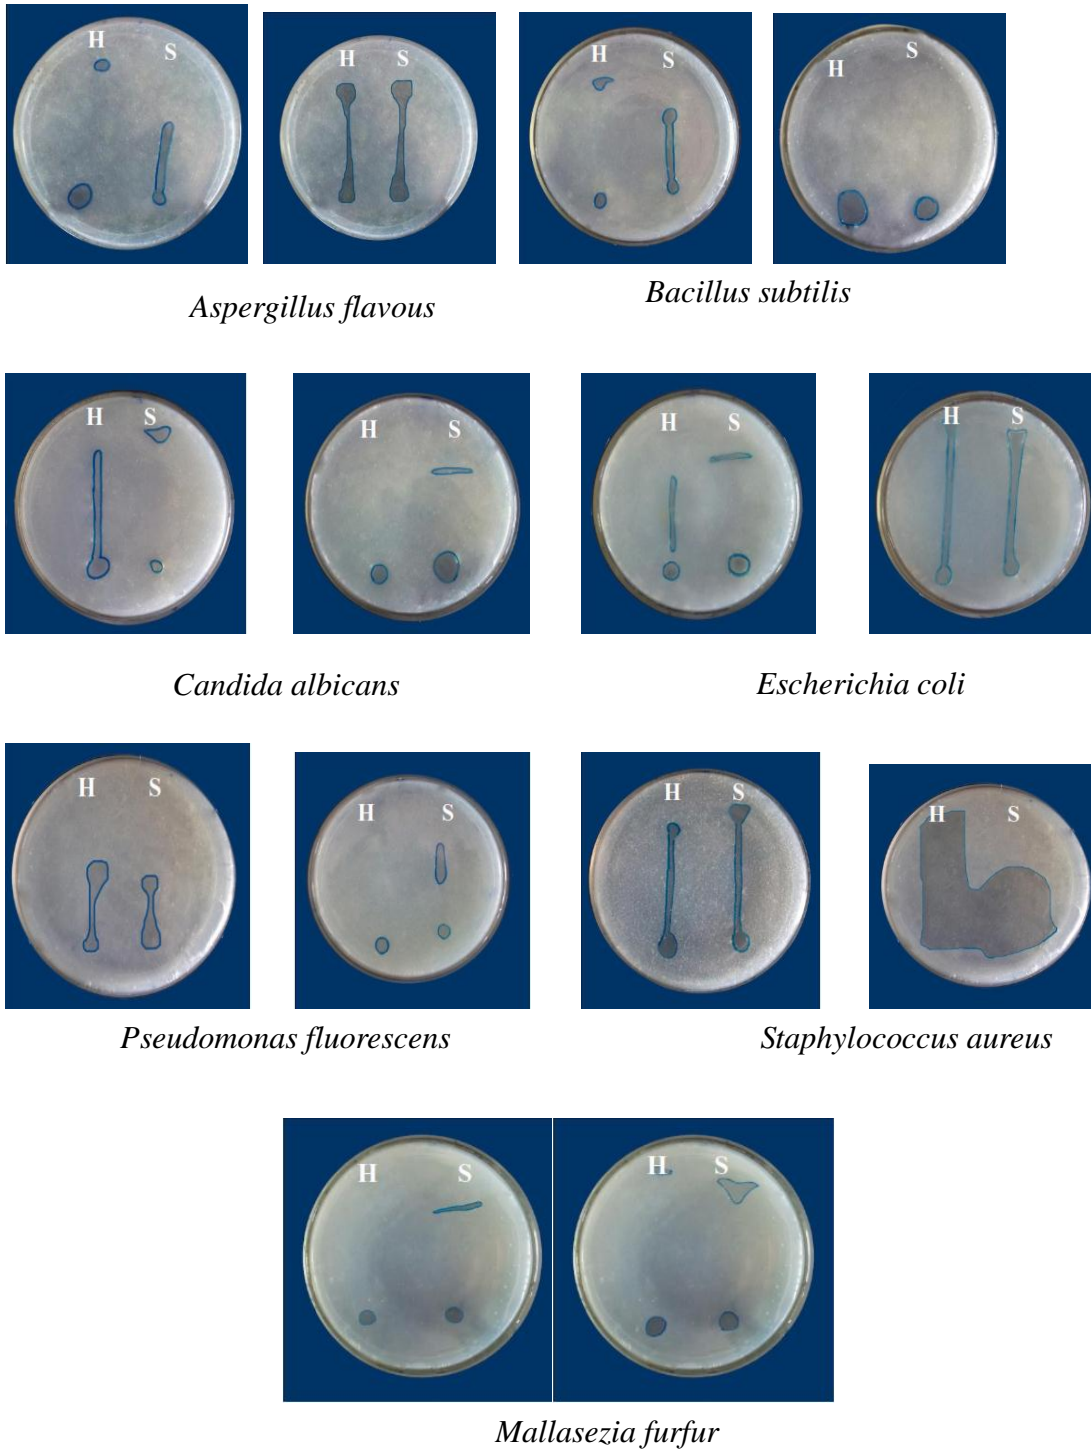 H S
H S
H S
H S
Aspergillus flavous
Bacillus subtilis
H S
H S
H S
H S
Candida albicans
Escherichia coli
H S
H S
H S
H S
Pseudomonas fluorescens
Staphylococcus aureus
H S
H S
Mallasezia furfur